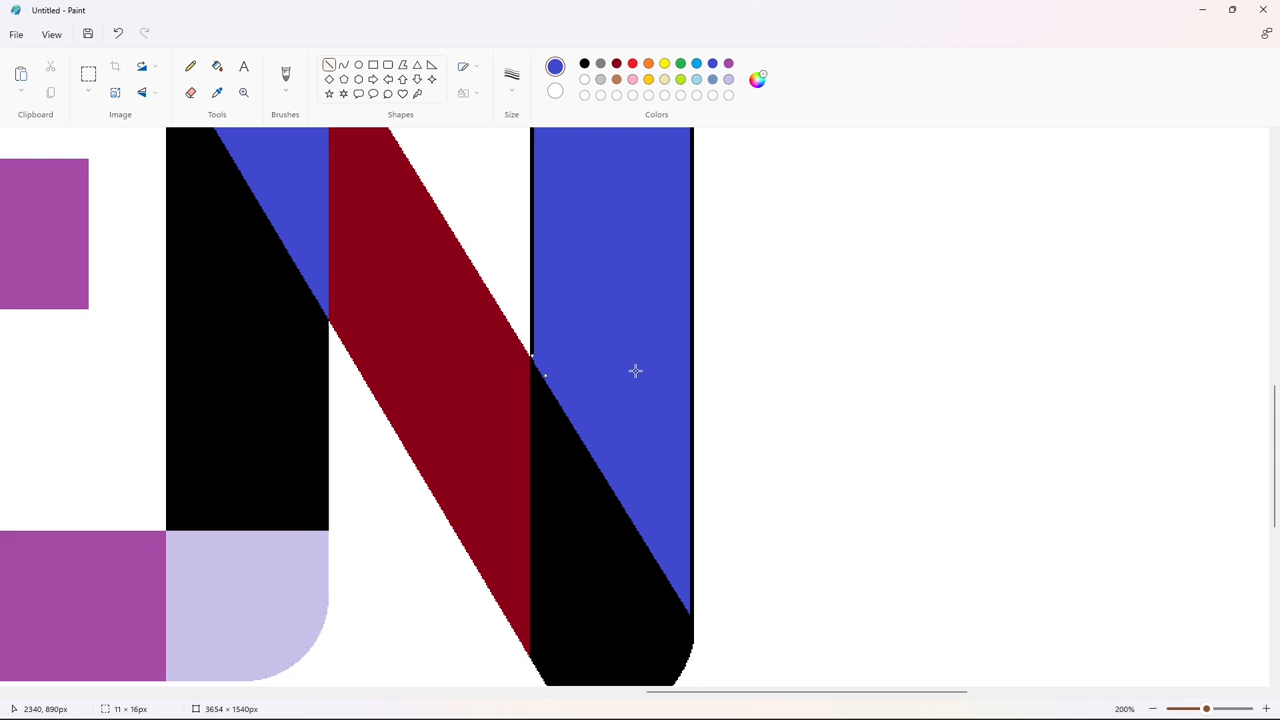 Untitled - Paint
File View
Clipboard Image Tools Brushes Shapes Size Colors
2340, 890px 11 × 16px 3654 × 1540px 200%